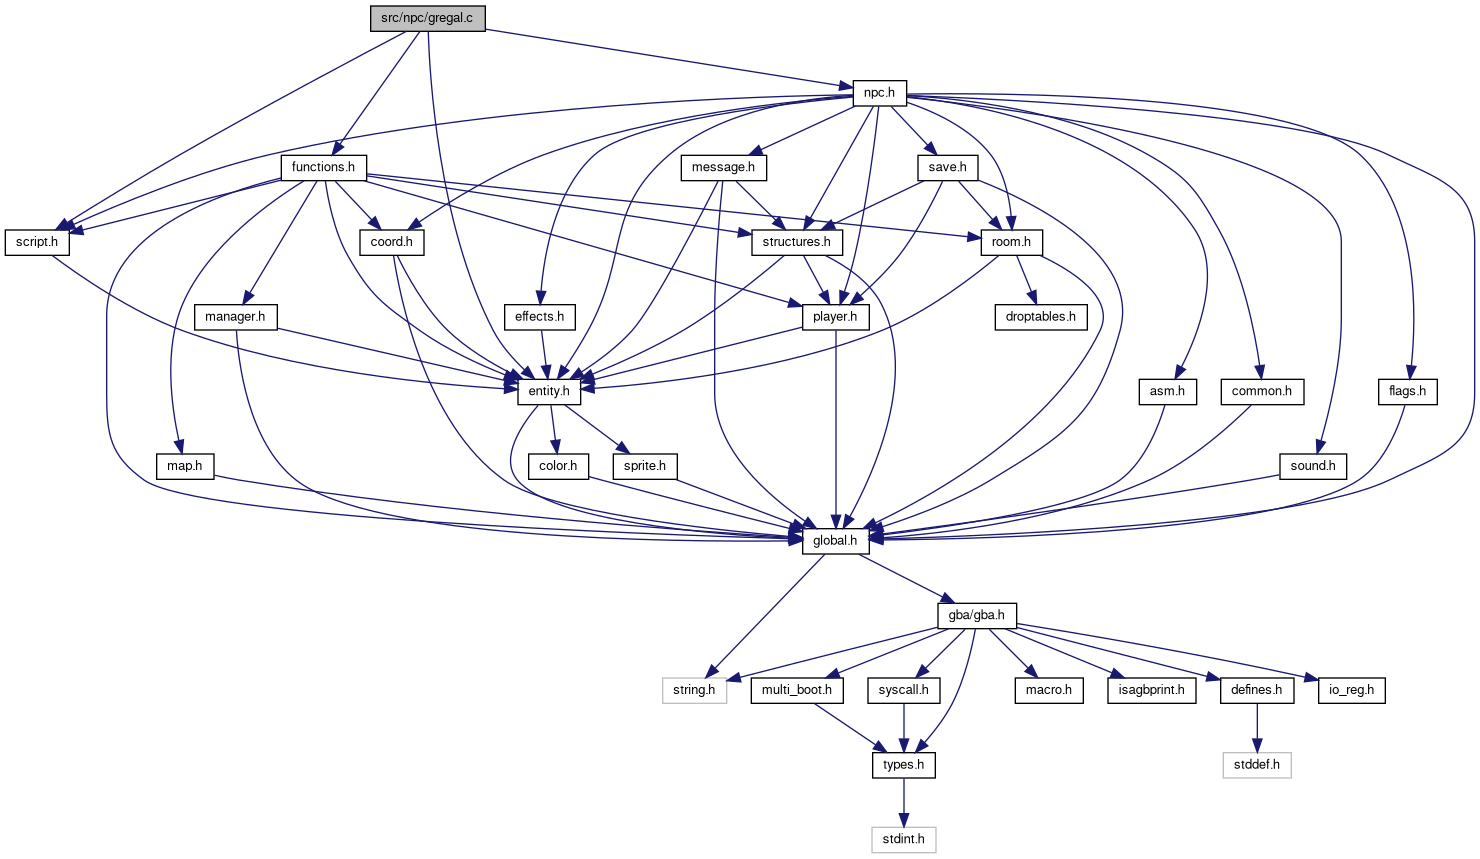 src/npc/gregal.c
npc.h
functions.h
message.h
save.h
script.h
coord.h
structures.h
room.h
manager.h
effects.h
player.h
droptables.h
entity.h
asm.h
common.h
flags.h
map.h
color.h
sprite.h
sound.h
global.h
gba/gba.h
string.h
multi_boot.h
syscall.h
macro.h
isagbprint.h
defines.h
io_reg.h
types.h
stddef.h
stdint.h